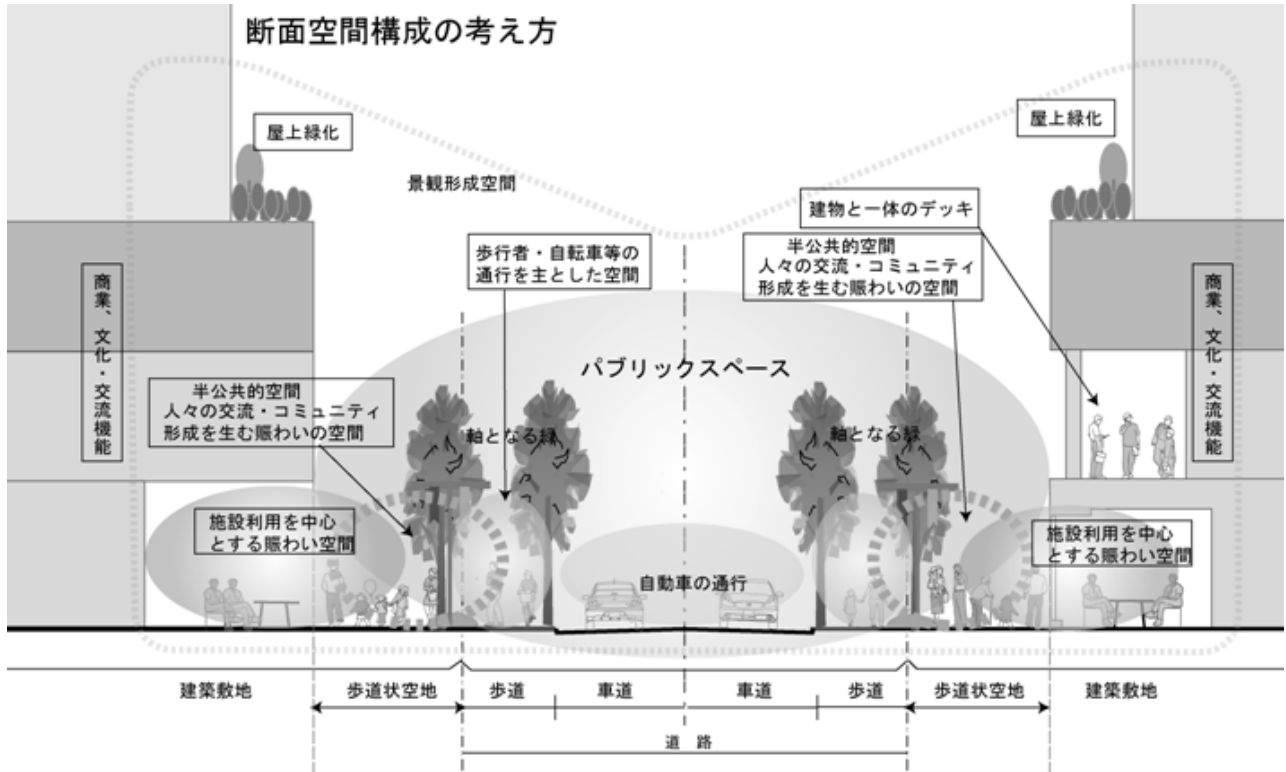 断面空間構成の考え方
屋上緑化
屋上緑化
景観形成空間
建物と一体のデッキ
歩行者・自転車等の
通行を主とした空間
半公共的空間
人々の交流・コミュニティ
形成を生む賑わいの空間
商業、文化・交流機能
商業、文化・交流機能
パブリックスペース
半公共的空間
人々の交流・コミュニティ
形成を生む賑わいの空間
軸となる緑
軸となる緑
施設利用を中心
とする賑わい空間
施設利用を中心
とする賑わい空間
自動車の通行
建築敷地
歩道状空地
歩道
車道
車道
歩道
歩道状空地
建築敷地
道 路